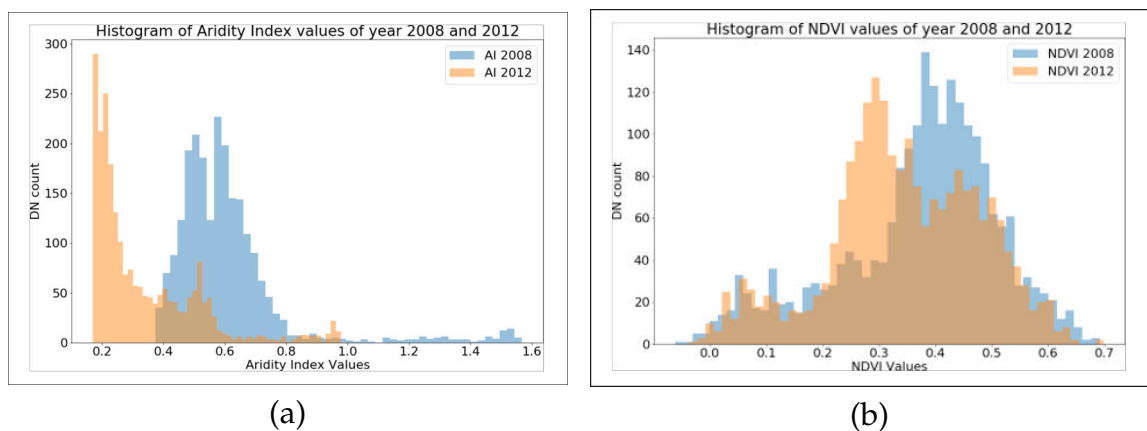 Histogram of Aridity Index values of year 2008 and 2012
300
250
200
150
100
50
0
DN count
AI 2008
AI 2012
0.2 0.4 0.6 0.8 1.0 1.2 1.4 1.6
Aridity Index Values
(a)
Histogram of NDVI values of year 2008 and 2012
140
120
100
80
60
40
20
0
DN count
NDVI 2008
NDVI 2012
0.0 0.1 0.2 0.3 0.4 0.5 0.6 0.7
NDVI Values
(b)